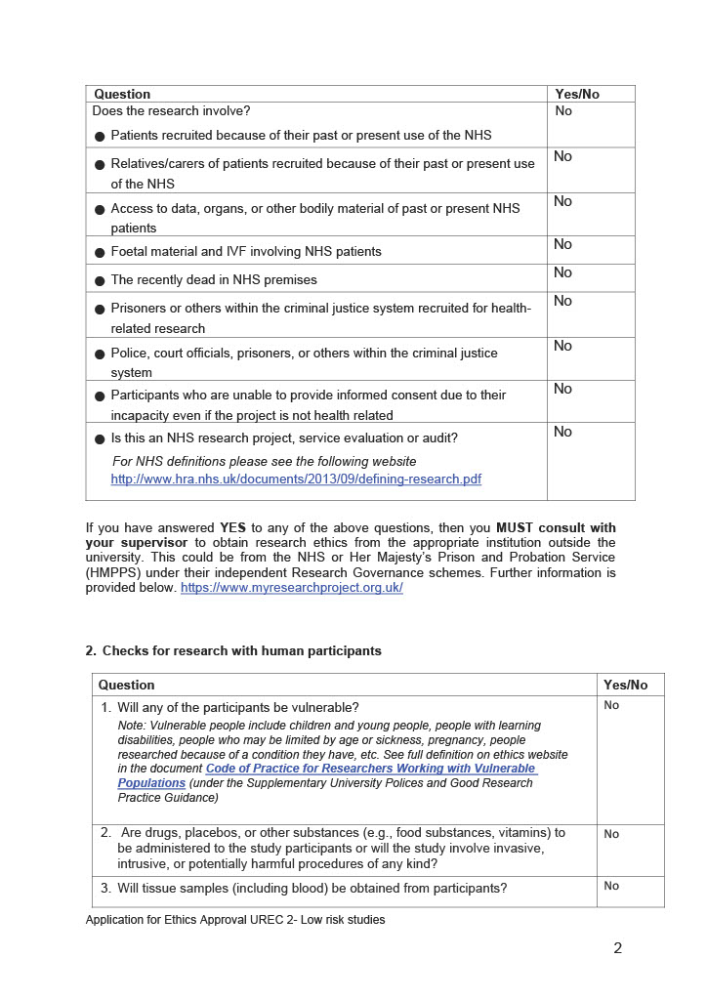 Question Yes/No
Does the research involve? No
● Patients recruited because of their past or present use of the NHS
● Relatives/carers of patients recruited because of their past or present use No
of the NHS
● Access to data, organs, or other bodily material of past or present NHS No
patients
● Foetal material and IVF involving NHS patients No
● The recently dead in NHS premises No
● Prisoners or others within the criminal justice system recruited for health- No
related research
● Police, court officials, prisoners, or others within the criminal justice No
system
● Participants who are unable to provide informed consent due to their No
incapacity even if the project is not health related
● Is this an NHS research project, service evaluation or audit? No
For NHS definitions please see the following website
http://www.hra.nhs.uk/documents/2013/09/defining-research.pdf
If you have answered YES to any of the above questions, then you MUST consult with
your supervisor to obtain research ethics from the appropriate institution outside the
university. This could be from the NHS or Her Majesty's Prison and Probation Service
(HMPPS) under their independent Research Governance schemes. Further information is
provided below. https://www.myresearchproject.org.uk/
2. Checks for research with human participants
Question Yes/No
1. Will any of the participants be vulnerable? No
Note: Vulnerable people include children and young people, people with learning
disabilities, people who may be limited by age or sickness, pregnancy, people
researched because of a condition they have, etc. See full definition on ethics website
in the document Code of Practice for Researchers Working with Vulnerable
Populations (under the Supplementary University Polices and Good Research
Practice Guidance)
2. Are drugs, placebos, or other substances (e.g., food substances, vitamins) to No
be administered to the study participants or will the study involve invasive,
intrusive, or potentially harmful procedures of any kind?
3. Will tissue samples (including blood) be obtained from participants? No
Application for Ethics Approval UREC 2- Low risk studies
2